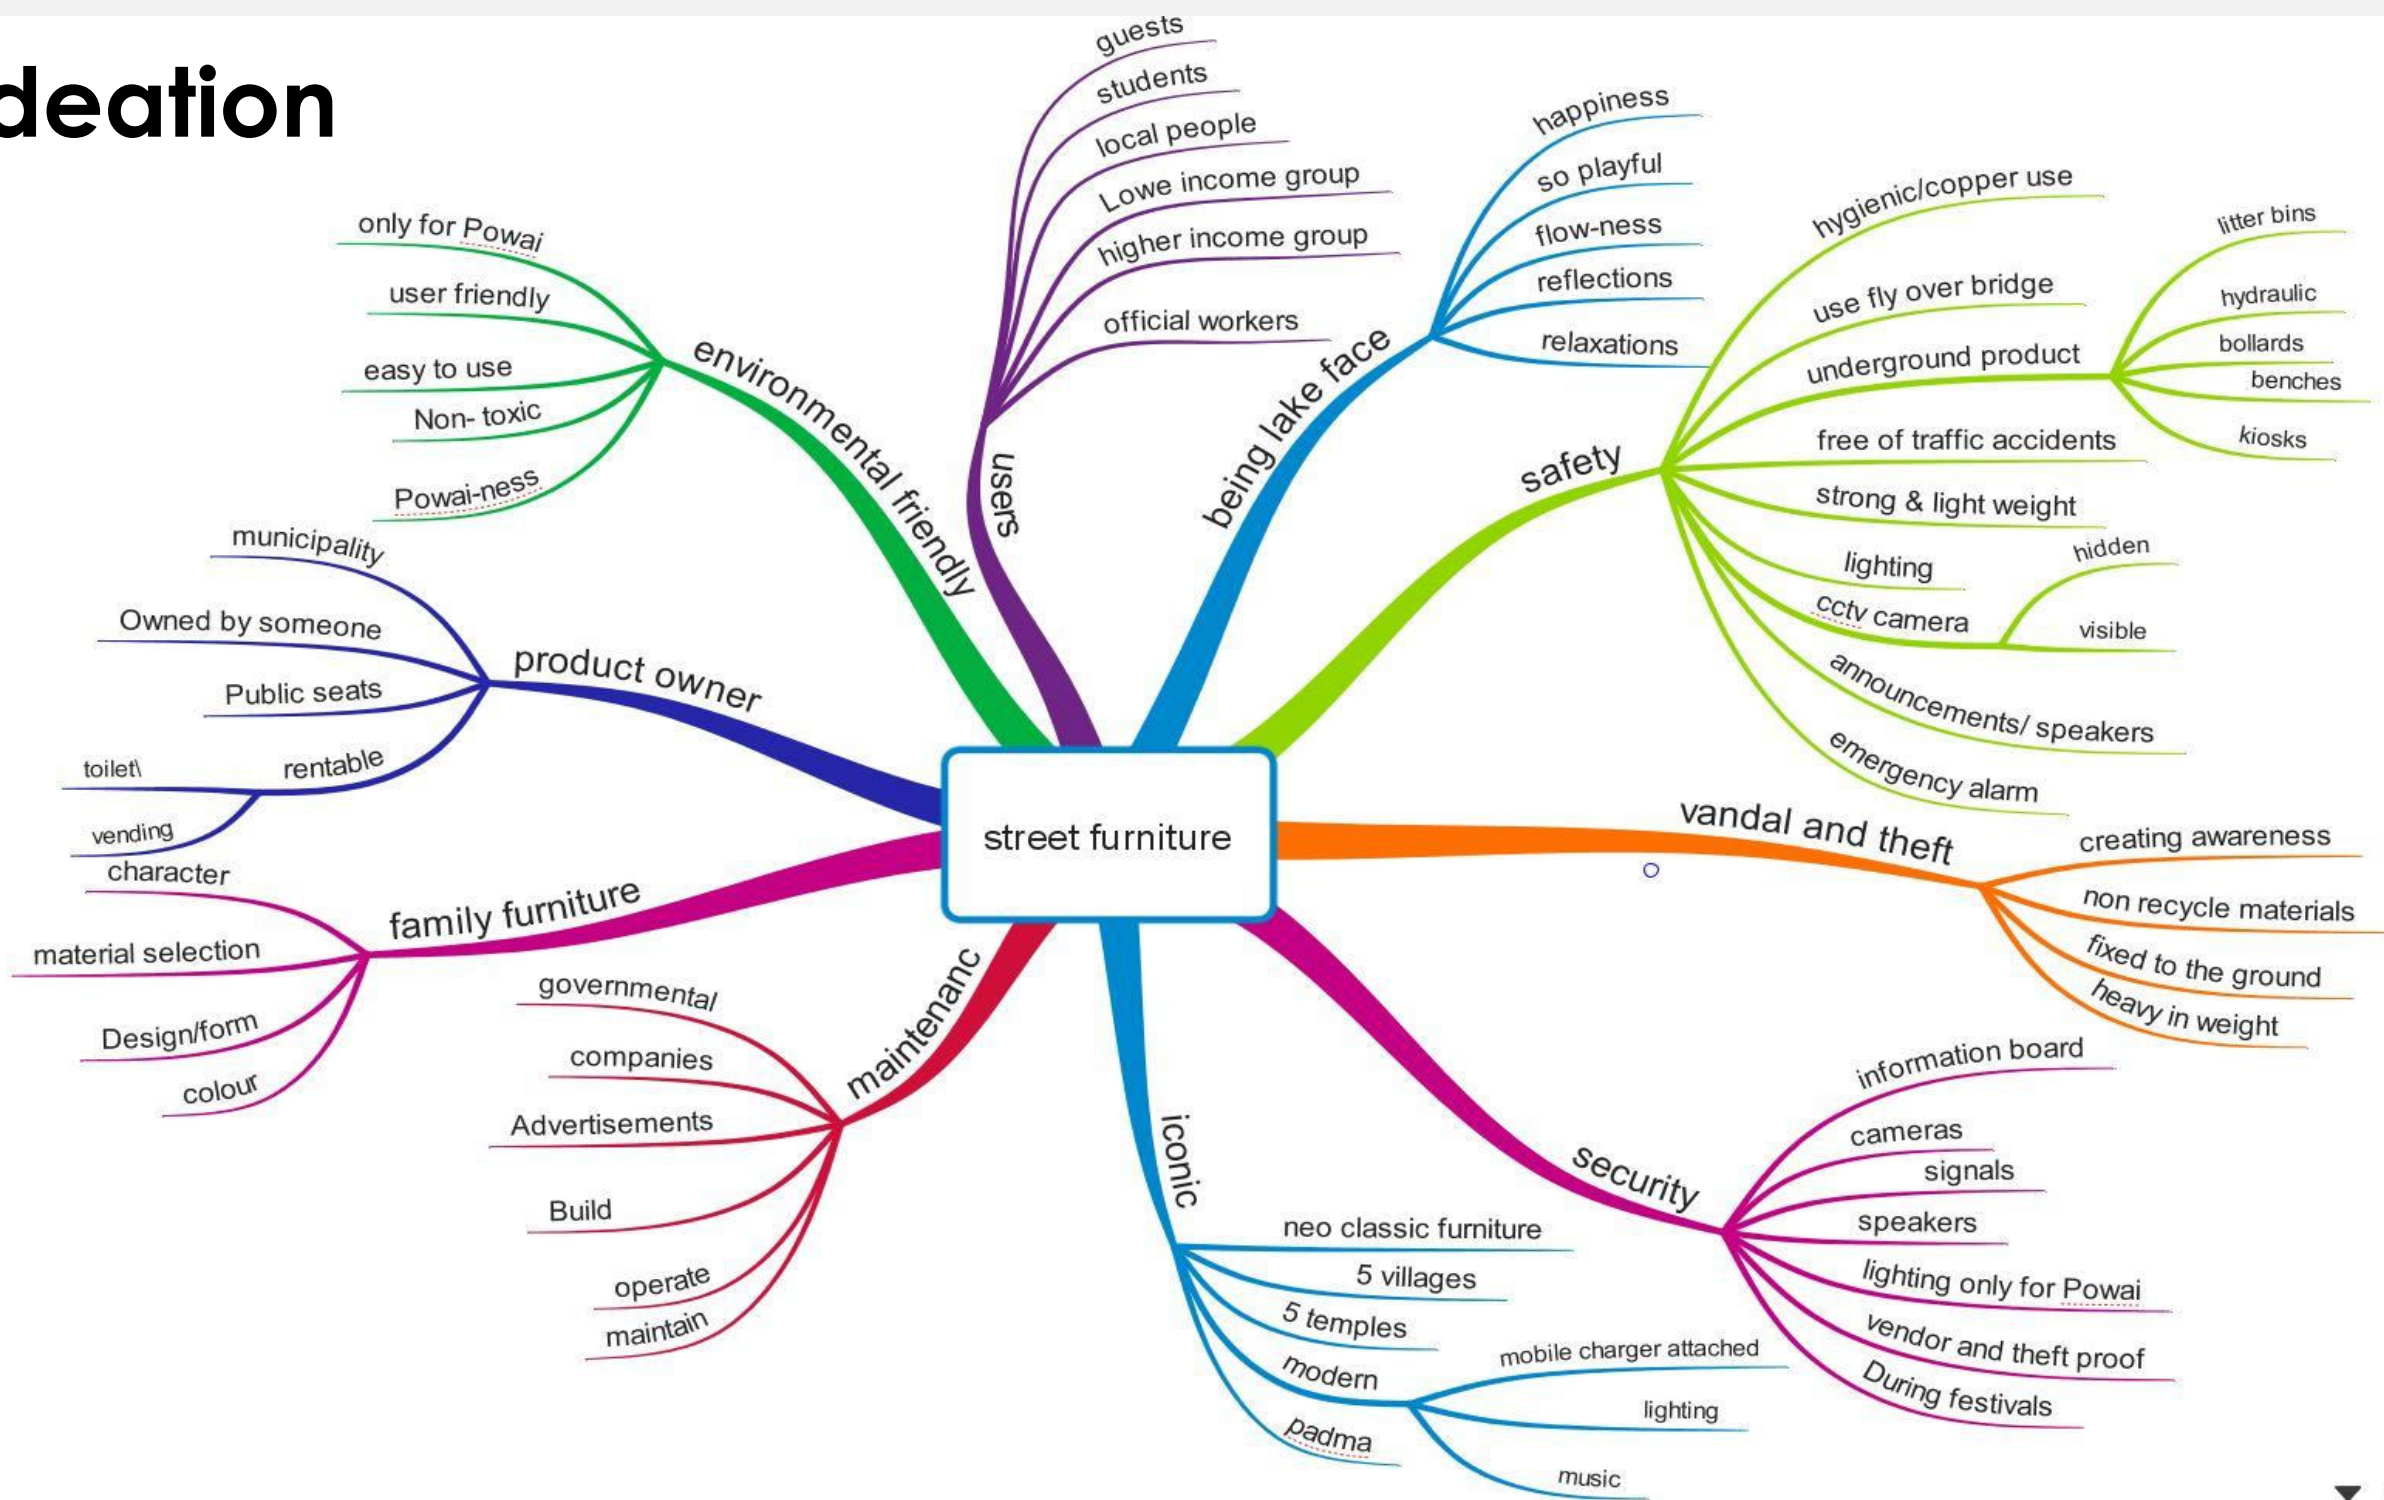 deation
guests
students
local people
Lowe income group
higher income group
official workers
users
happiness
so playful
flow-ness
reflections
relaxations
being lake face
only for Powai
user friendly
easy to use
Non- toxic
Powai-ness
environmental friendly
hygienic/copper use
use fly over bridge
underground product
litter bins
hydraulic
bollards
benches
kiosks
free of traffic accidents
strong & light weight
lighting
cctv camera
hidden
visible
announcements/ speakers
emergency alarm
safety
municipality
Owned by someone
Public seats
rentable
toilet\
vending
product owner
street furniture
vandal and theft
creating awareness
non recycle materials
fixed to the ground
heavy in weight
character
material selection
Design/form
colour
family furniture
governmental
companies
Advertisements
Build
operate
maintain
maintenanc
iconic
neo classic furniture
5 villages
5 temples
modern
mobile charger attached
lighting
music
padma
security
information board
cameras
signals
speakers
lighting only for Powai
vendor and theft proof
During festivals